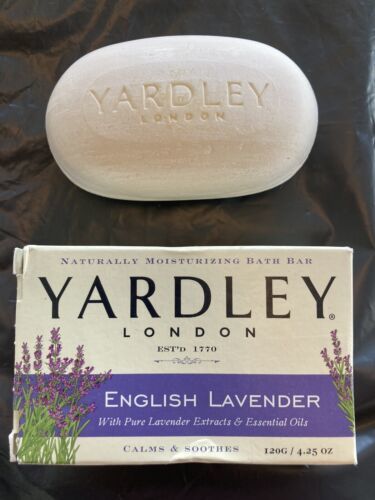 YARDLEY
LONDON
NATURALLY MOISTURIZING BATH BAR
YARDLEY®
LONDON
EST'D 1770
ENGLISH LAVENDER
With Pure Lavender Extracts & Essential Oils
CALMS & SOOTHES 120G / 4.25 OZ